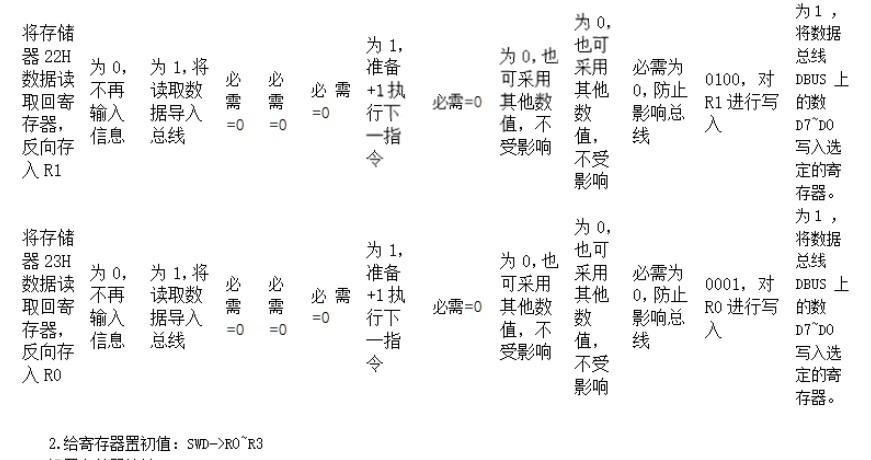 将存储
器 22H
数据读
取回寄
存器,
反向存
入 R1
为 0,
不再
输入
信息
为 1,将
读取数
据导入
总线
必
需
=0
必
需
=0
必 需
=0
为 1,
准备
+1 执
行下
一指
令
必需=0
为 0,也
可采用
其他数
值, 不
受影响
为 0,
也可
采用
其他
数
值,
不受
影响
必需为
0,防止
影响总
线
0100, 对
R1 进行写
入
为 1 ,
将数据
总线
DBUS 上
的数
D7~D0
写入选
定的寄
存器。
将存储
器 23H
数据读
取回寄
存器,
反向存
入 R0
为 0,
不再
输入
信息
为 1,将
读取数
据导入
总线
必
需
=0
必
需
=0
必 需
=0
为 1,
准备
+1 执
行下
一指
令
必需=0
为 0,也
可采用
其他数
值, 不
受影响
为 0,
也可
采用
其他
数
值,
不受
影响
必需为
0,防止
影响总
线
0001, 对
R0 进行写
入
为 1 ,
将数据
总线
DBUS 上
的数
D7~D0
写入选
定的寄
存器。
2.给寄存器置初值: SWD->R0~R3